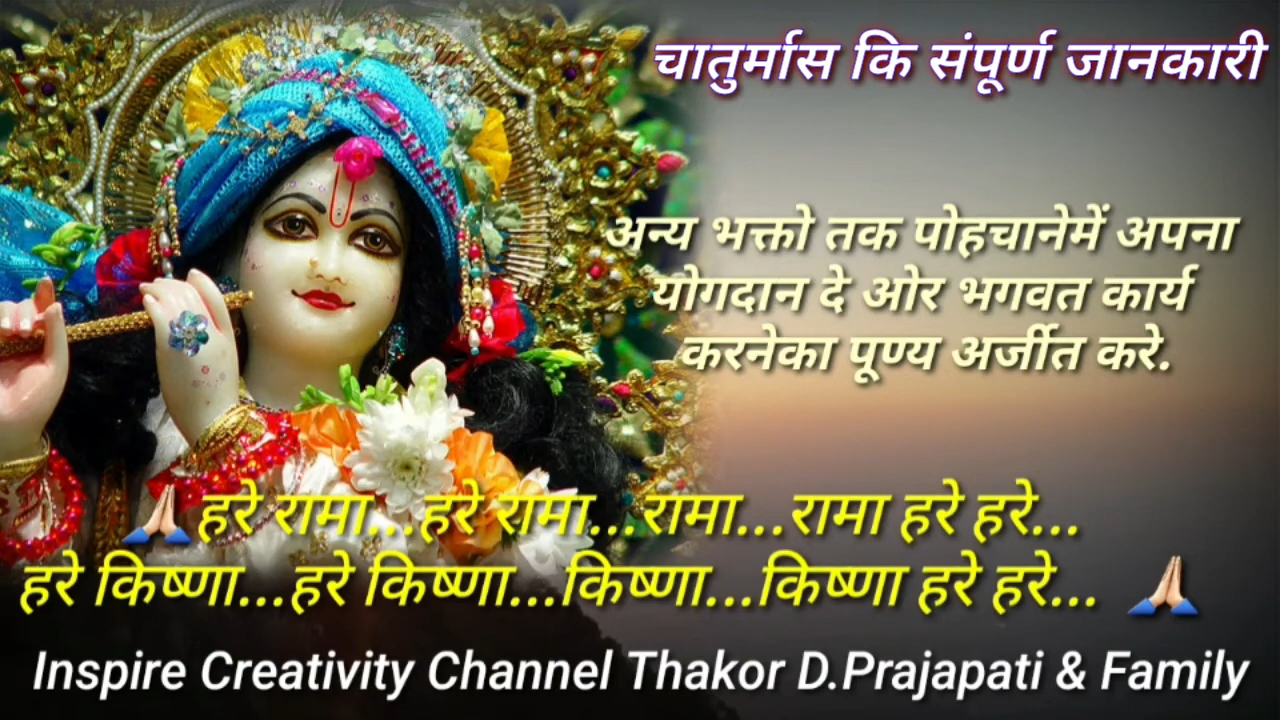 चातुर्मास कि संपूर्ण जानकारी
अन्य भक्तो तक पोहचानेमें अपना
योगदान दे ओर भगवत कार्य
करनेका पूण्य अर्जीत करे.
🙏🏻हरे रामा...हरे रामा...रामा...रामा हरे हरे...
हरे किष्णा...हरे किष्णा...किष्णा...किष्णा हरे हरे... 🙏🏻
Inspire Creativity Channel Thakor D.Prajapati & Family